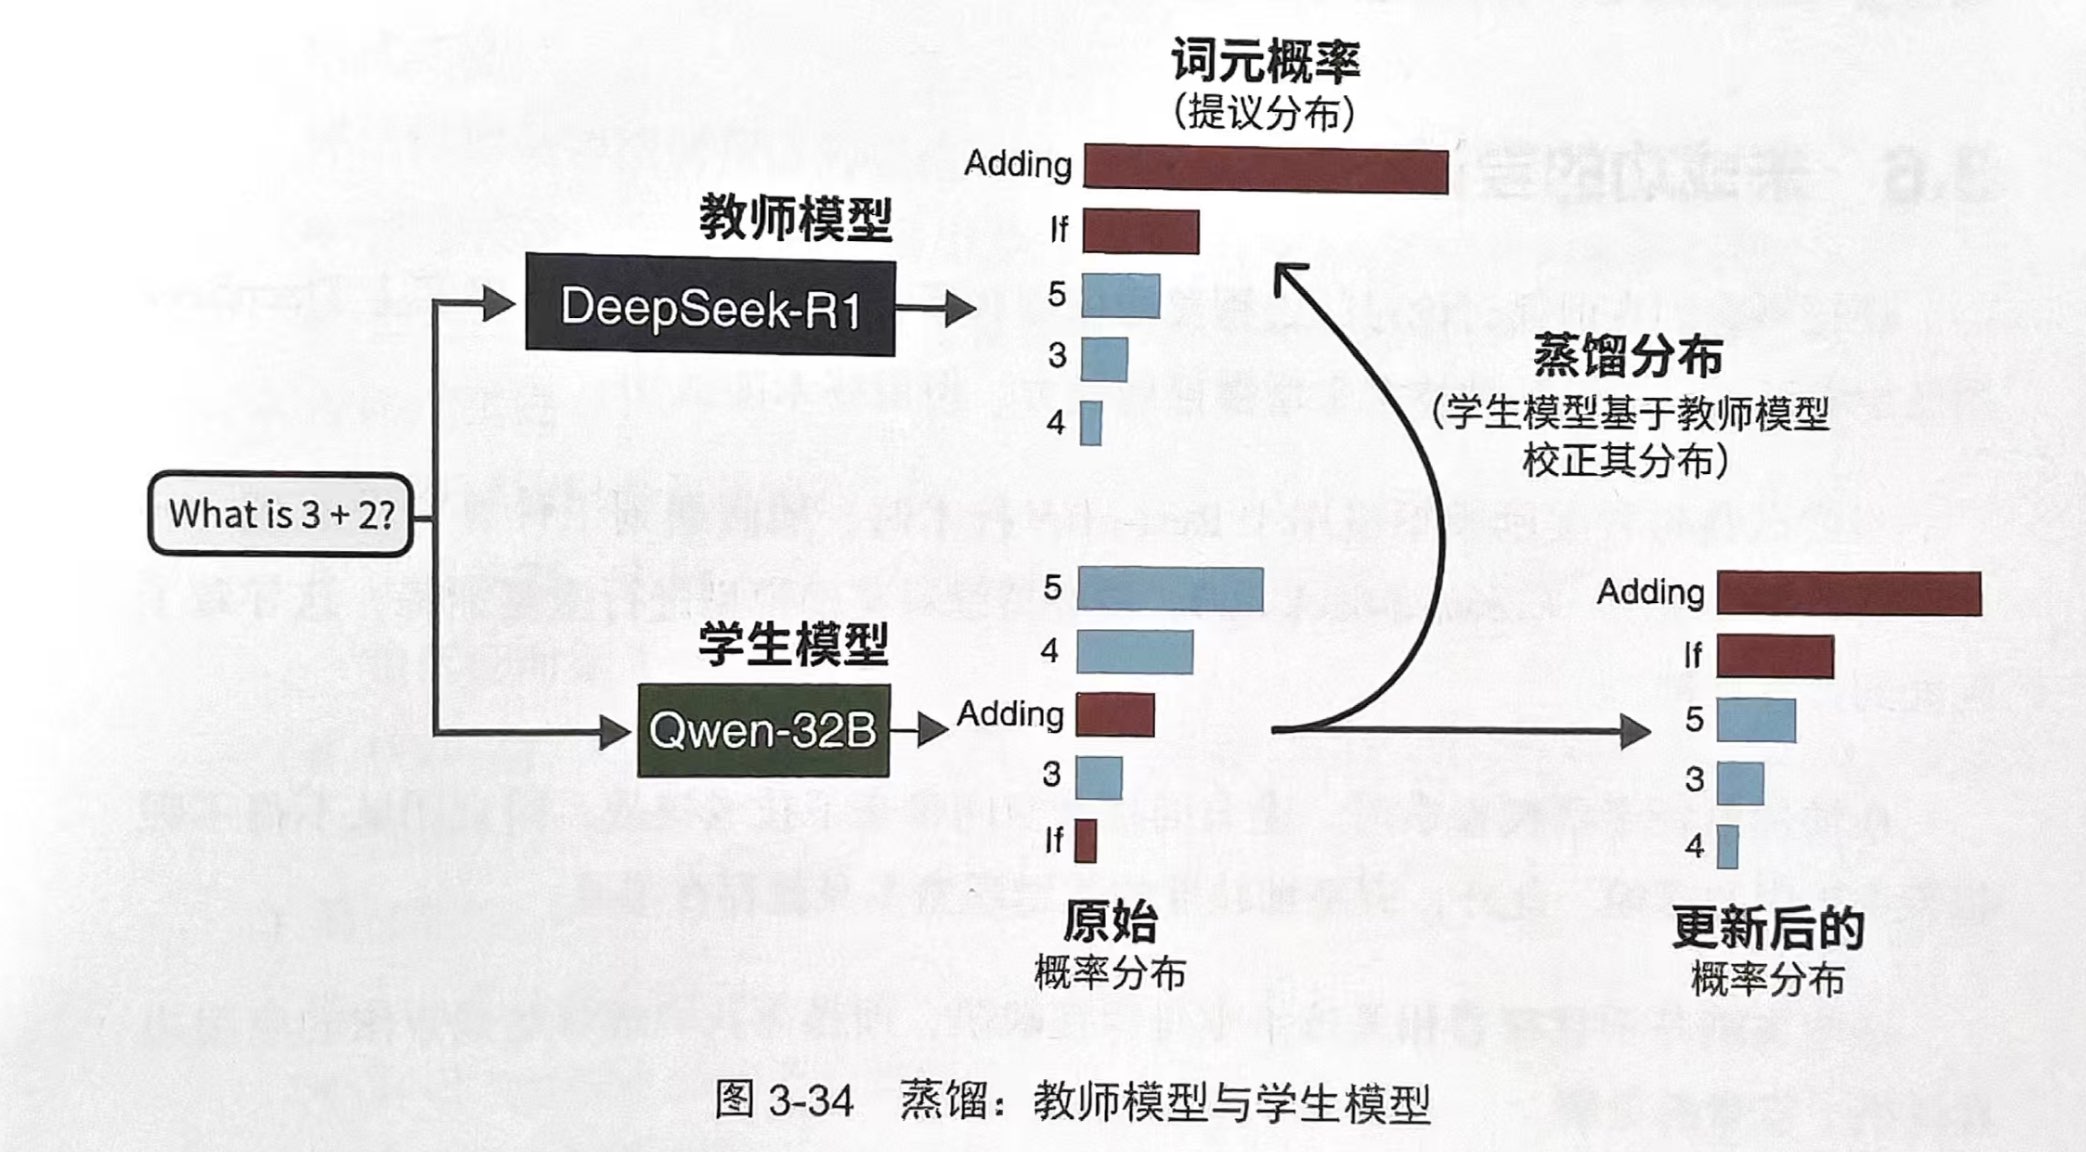 词元概率
(提议分布)
Adding
If
5
3
4
教师模型
DeepSeek-R1
蒸馏分布
(学生模型基于教师模型
校正其分布)
What is 3 + 2?
学生模型
Qwen-32B
5
4
Adding
3
If
原始
概率分布
Adding
If
5
3
4
更新后的
概率分布
图 3-34 蒸馏：教师模型与学生模型